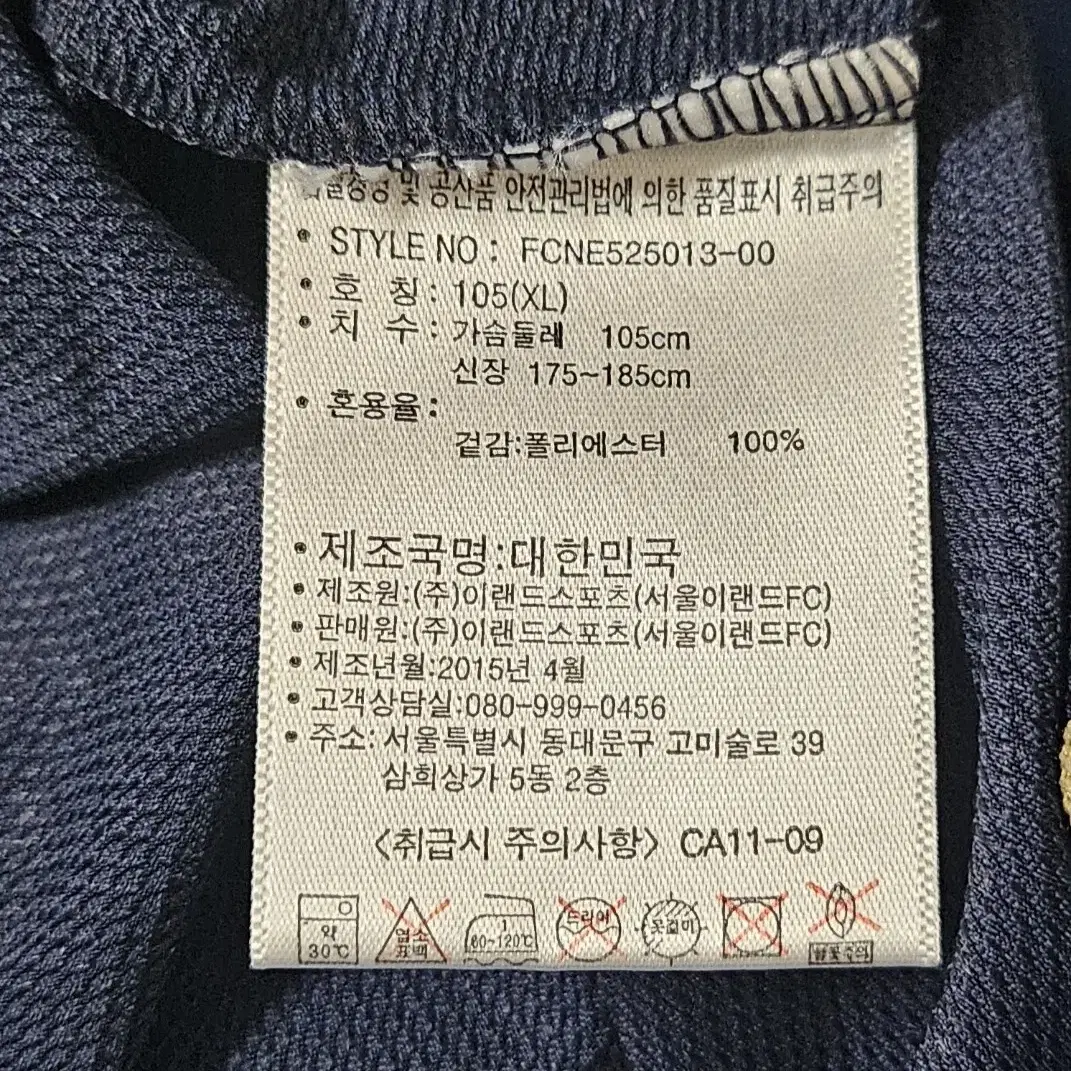 및 공산품 안전관리법에 의한 품질표시 취급주의
• STYLE NO : FCNE525013-00
• 호 칭 : 105(XL)
• 치 수 : 가슴둘레 105cm
신장 175~185cm
• 혼용율 :
겉감:폴리에스터 100%
• 제조국명:대한민국
• 제조원:(주)이랜드스포츠(서울이랜드FC)
• 판매원:(주)이랜드스포츠(서울이랜드FC)
• 제조년월:2015년 4월
• 고객상담실:080-999-0456
• 주소: 서울특별시 동대문구 고미술로 39
삼희상가 5동 2층
<취급시 주의사항> CA11-09
약 30℃
염소 표백
1 80~120℃
드라이
옷걸이
불꽃주의